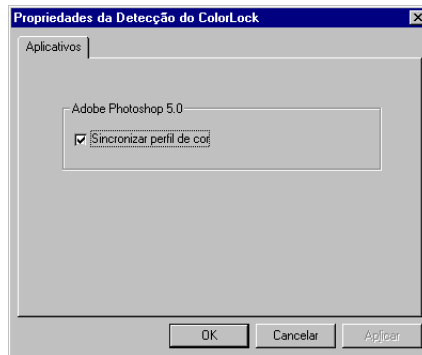 Propriedades da Detecção do ColorLock
Aplicativos
Adobe Photoshop 5.0
Sincronizar perfil de cor
OK
Cancelar
Aplicar